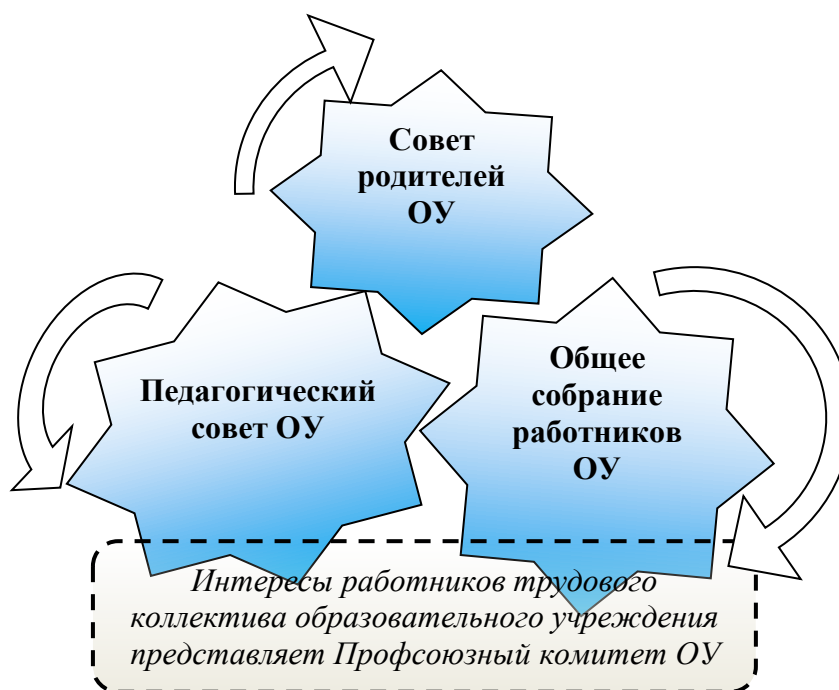 Совет
родителей
ОУ
Педагогический
совет ОУ
Общее
собрание
работников
ОУ
Интересы работников трудового
коллектива образовательного учреждения
представляет Профсоюзный комитет ОУ